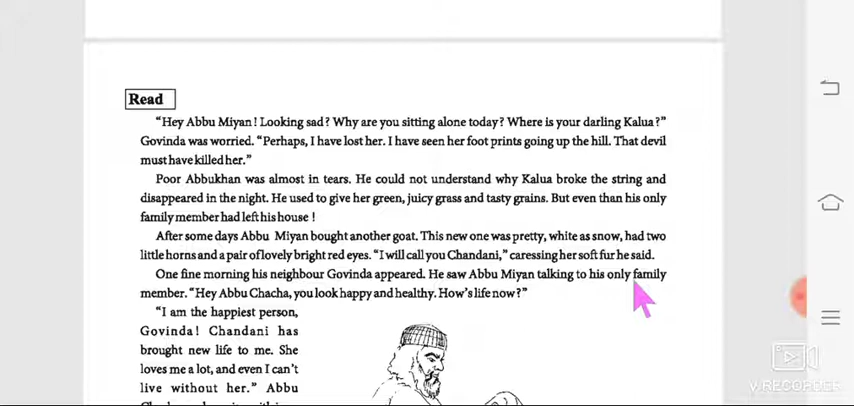 Read
"Hey Abbu Miyan! Looking sad? Why are you sitting alone today? Where is your darling Kalua?"
Govinda was worried. "Perhaps, I have lost her. I have seen her foot prints going up the hill. That devil
must have killed her."
Poor Abbukhan was almost in tears. He could not understand why Kalua broke the string and
disappeared in the night. He used to give her green, juicy grass and tasty grains. But even than his only
family member had left his house !
After some days Abbu Miyan bought another goat. This new one was pretty, white as snow, had two
little horns and a pair of lovely bright red eyes. "I will call you Chandani," caressing her soft fur he said.
One fine morning his neighbour Govinda appeared. He saw Abbu Miyan talking to his only family
member. "Hey Abbu Chacha, you look happy and healthy. How's life now?"
"I am the happiest person,
Govinda! Chandani has
brought new life to me. She
loves me a lot, and even I can't
live without her." Abbu
V RECORDER